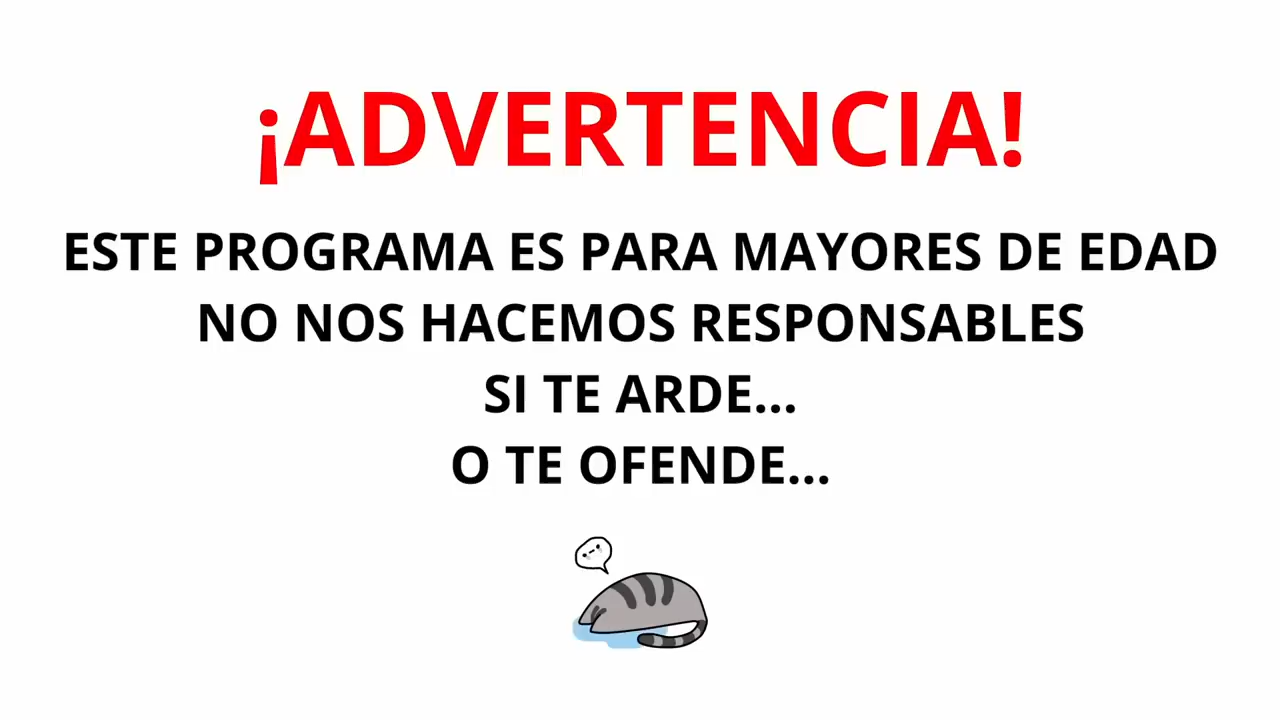 ¡ADVERTENCIA!
ESTE PROGRAMA ES PARA MAYORES DE EDAD
NO NOS HACEMOS RESPONSABLES
SI TE ARDE...
O TE OFENDE...